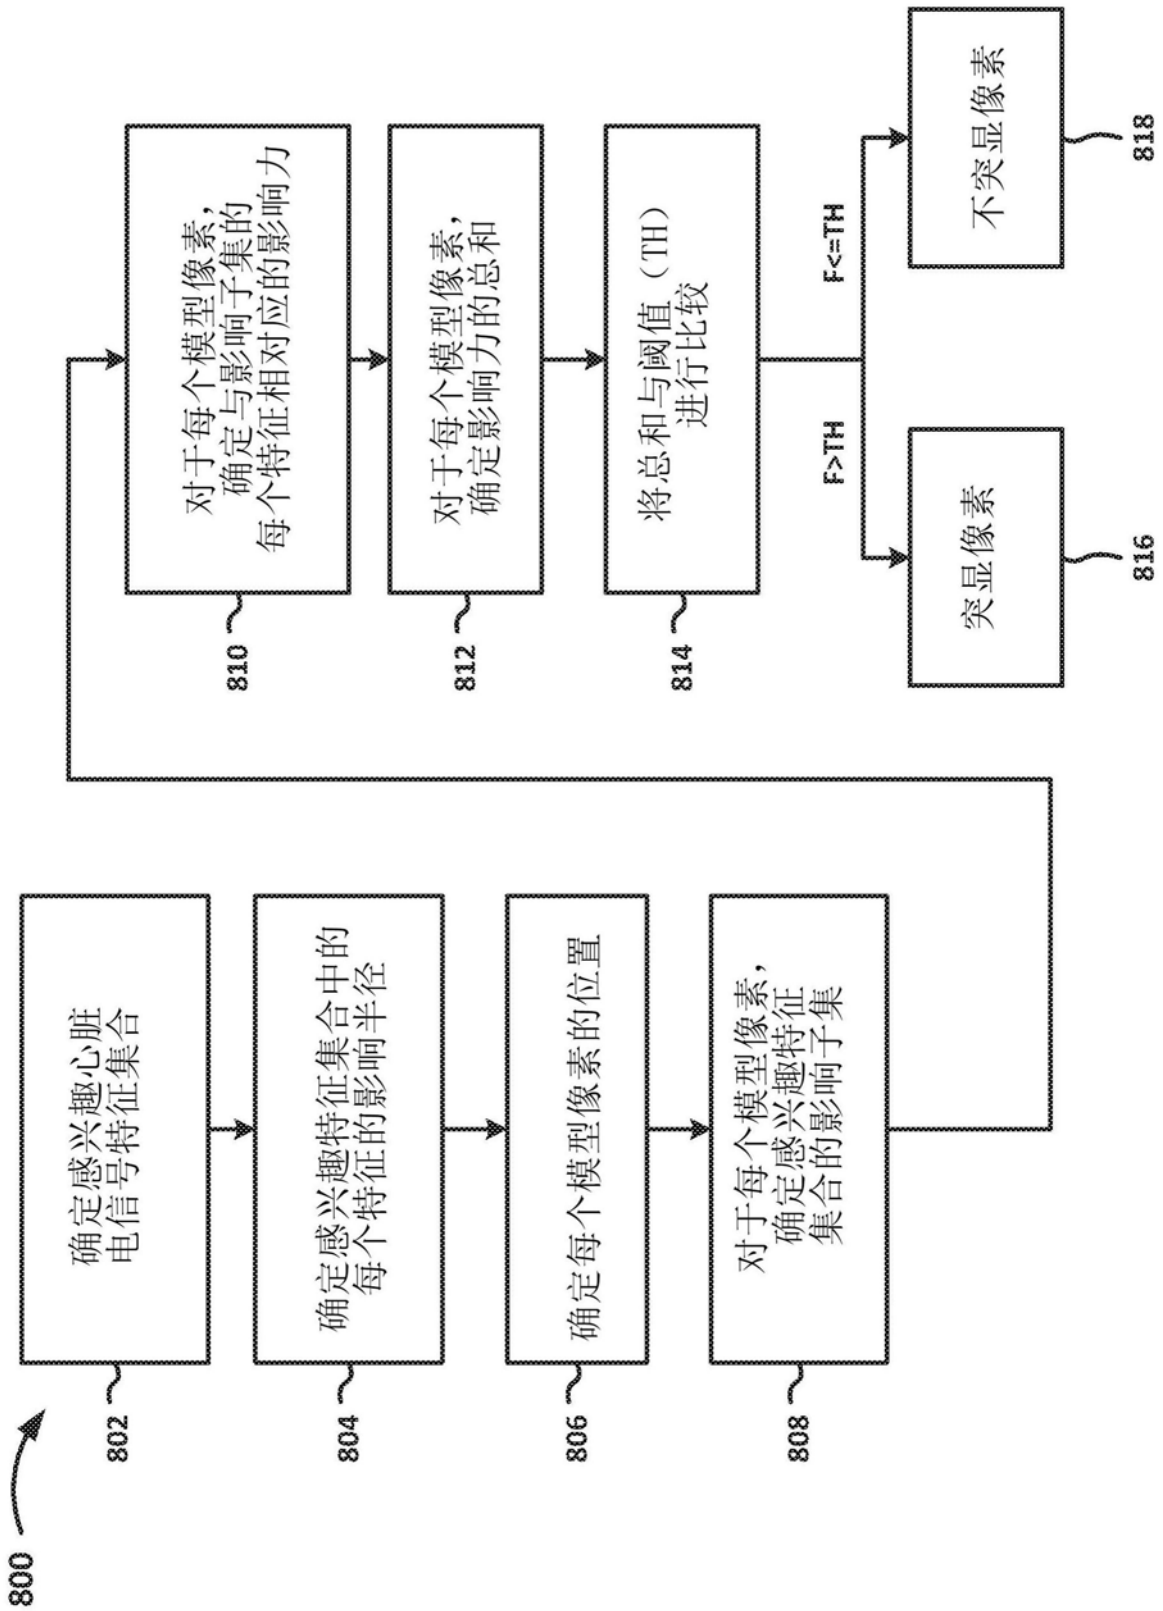 800
802
确定感兴趣心脏
电信号特征集合
804
确定感兴趣特征集合中的
每个特征的影响半径
806
确定每个模型像素的位置
808
对于每个模型像素，
确定感兴趣特征
集合的影响子集
810
对于每个模型像素，
确定与影响子集的
每个特征相对应的影响力
812
对于每个模型像素，
确定影响力的总和
814
将总和与阈值（TH）
进行比较
F>TH
F<=TH
突显像素
816
不突显像素
818